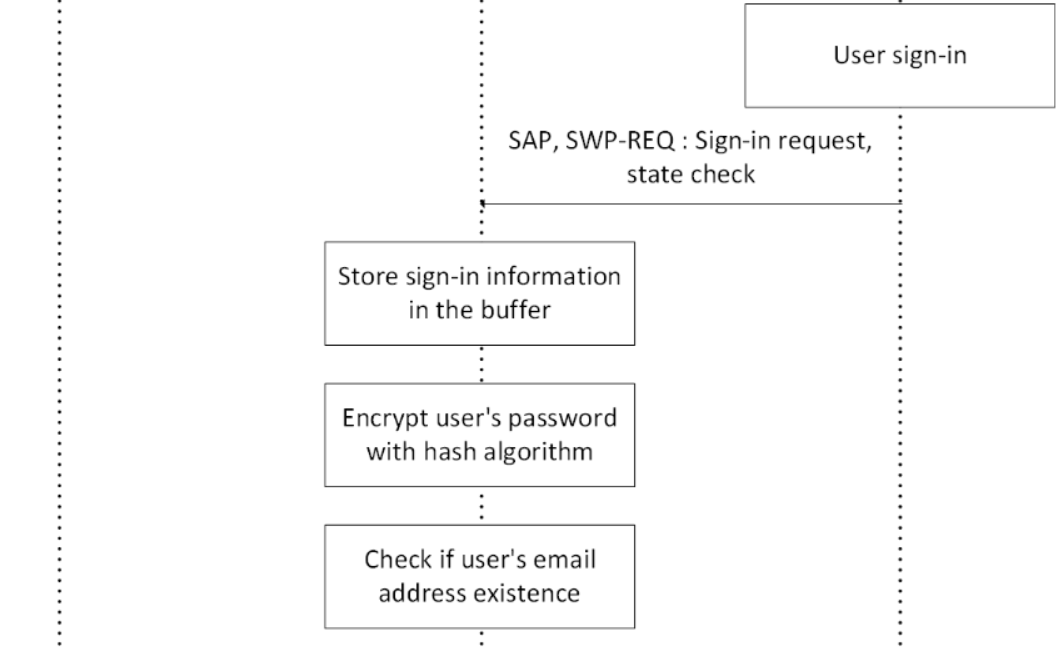 User sign-in
SAP, SWP-REQ : Sign-in request,
state check
Store sign-in information
in the buffer
Encrypt user's password
with hash algorithm
Check if user's email
address existence